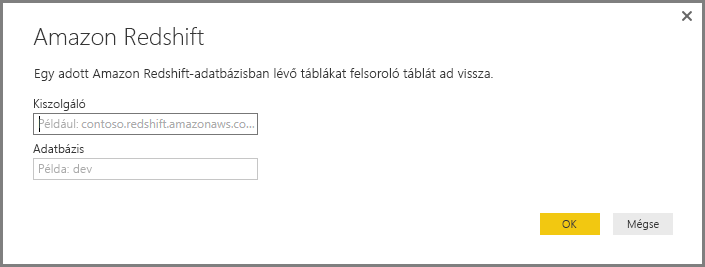 Amazon Redshift
Egy adott Amazon Redshift-adatbázisban lévő táblákat felsoroló táblát ad vissza.
Kiszolgáló
Például: contoso.redshift.amazonaws.co...
Adatbázis
Példa: dev
OK Mégse